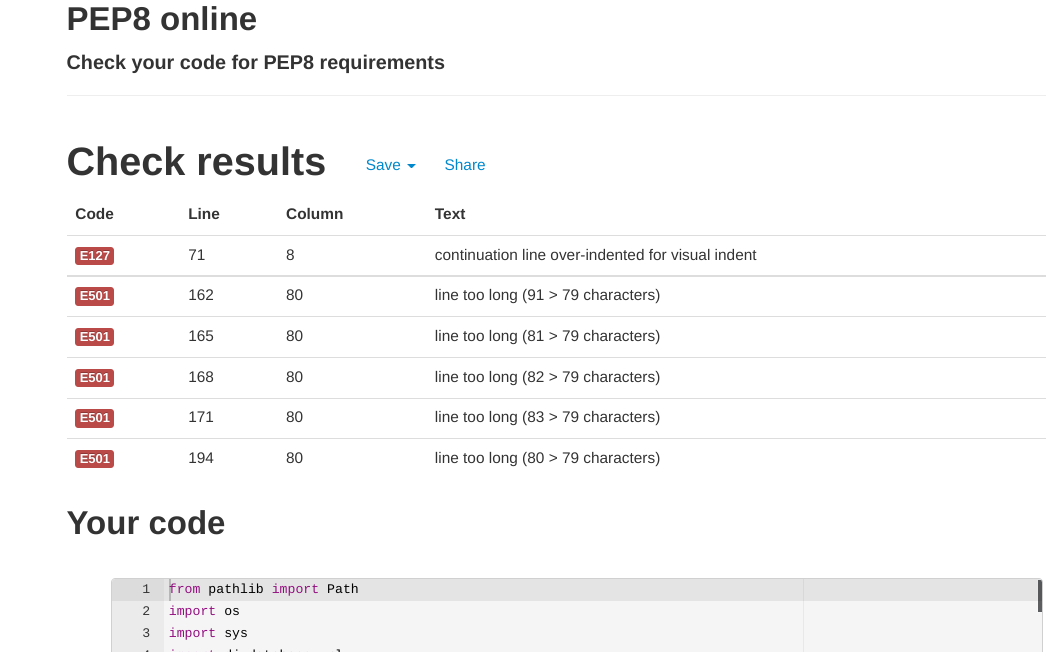 PEP8 online
Check your code for PEP8 requirements
Check results Save Share
Code Line Column Text
E127 71 8 continuation line over-indented for visual indent
E501 162 80 line too long (91 > 79 characters)
E501 165 80 line too long (81 > 79 characters)
E501 168 80 line too long (82 > 79 characters)
E501 171 80 line too long (83 > 79 characters)
E501 194 80 line too long (80 > 79 characters)
Your code
1 from pathlib import Path
2 import os
3 import sys